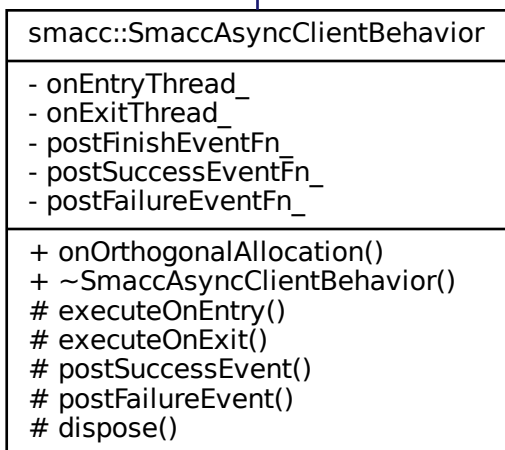 smacc::SmaccAsyncClientBehavior
- onEntryThread_
- onExitThread_
- postFinishEventFn_
- postSuccessEventFn_
- postFailureEventFn_
+ onOrthogonalAllocation()
+ ~SmaccAsyncClientBehavior()
# executeOnEntry()
# executeOnExit()
# postSuccessEvent()
# postFailureEvent()
# dispose()